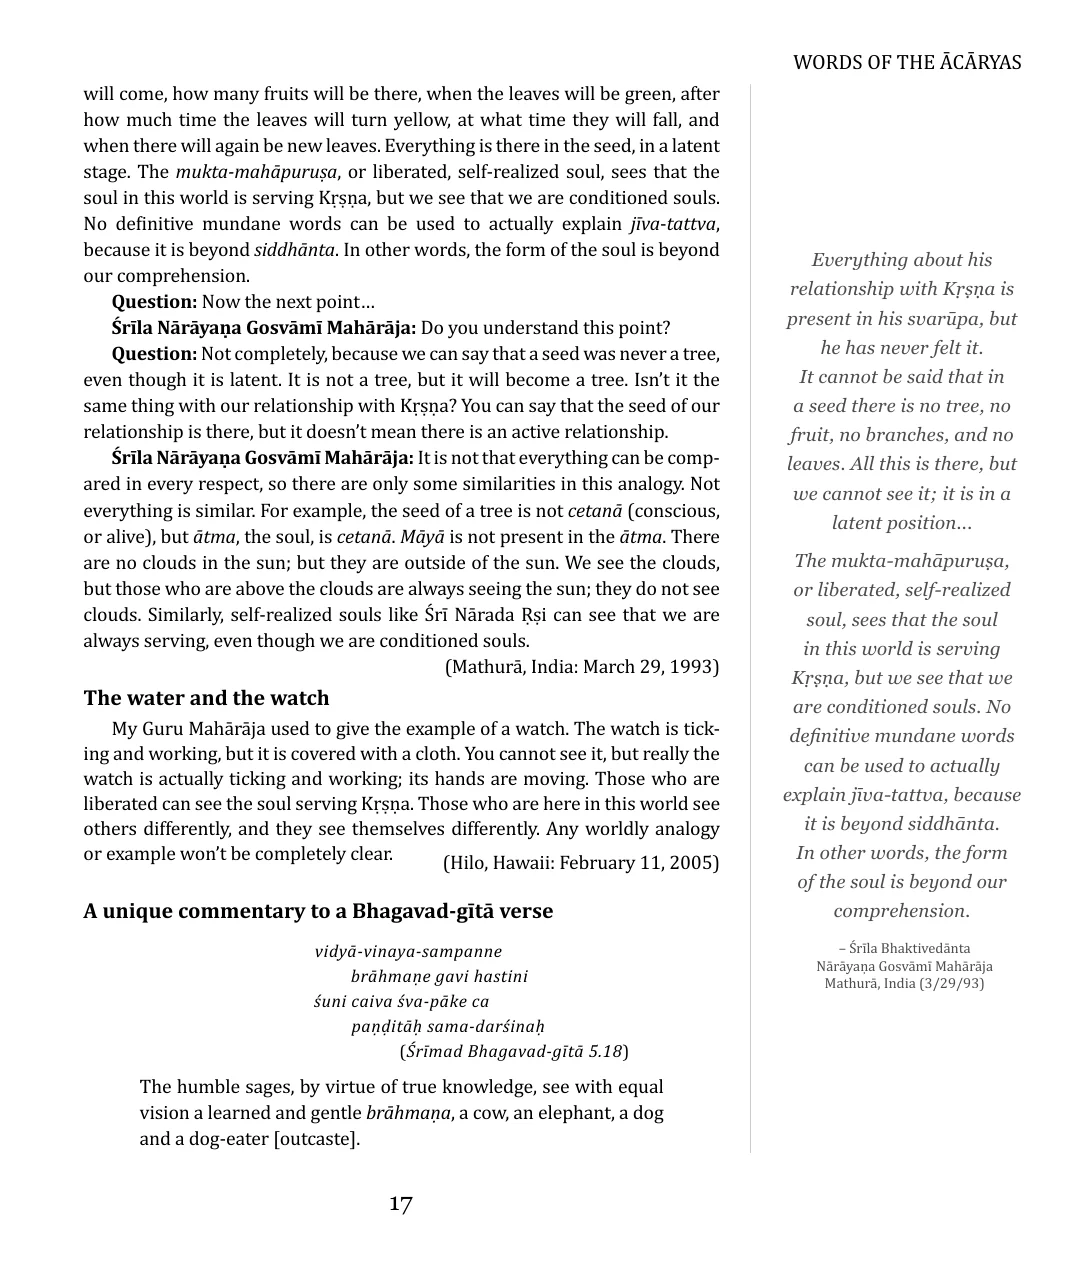 WORDS OF THE ĀCĀRYAS
will come, how many fruits will be there, when the leaves will be green, after
how much time the leaves will turn yellow, at what time they will fall, and
when there will again be new leaves. Everything is there in the seed, in a latent
stage. The mukta-mahāpuruṣa, or liberated, self-realized soul, sees that the
soul in this world is serving Kṛṣṇa, but we see that we are conditioned souls.
No definitive mundane words can be used to actually explain jīva-tattva,
because it is beyond siddhānta. In other words, the form of the soul is beyond
our comprehension.
Question: Now the next point…
Śrīla Nārāyaṇa Gosvāmī Mahārāja: Do you understand this point?
Question: Not completely, because we can say that a seed was never a tree,
even though it is latent. It is not a tree, but it will become a tree. Isn’t it the
same thing with our relationship with Kṛṣṇa? You can say that the seed of our
relationship is there, but it doesn’t mean there is an active relationship.
Śrīla Nārāyaṇa Gosvāmī Mahārāja: It is not that everything can be comp-
ared in every respect, so there are only some similarities in this analogy. Not
everything is similar. For example, the seed of a tree is not cetanā (conscious,
or alive), but ātma, the soul, is cetanā. Māyā is not present in the ātma. There
are no clouds in the sun; but they are outside of the sun. We see the clouds,
but those who are above the clouds are always seeing the sun; they do not see
clouds. Similarly, self-realized souls like Śrī Nārada Ṛṣi can see that we are
always serving, even though we are conditioned souls.
(Mathurā, India: March 29, 1993)
The water and the watch
My Guru Mahārāja used to give the example of a watch. The watch is tick-
ing and working, but it is covered with a cloth. You cannot see it, but really the
watch is actually ticking and working; its hands are moving. Those who are
liberated can see the soul serving Kṛṣṇa. Those who are here in this world see
others differently, and they see themselves differently. Any worldly analogy
or example won’t be completely clear.
(Hilo, Hawaii: February 11, 2005)
A unique commentary to a Bhagavad-gītā verse
vidyā-vinaya-sampanne
brāhmaṇe gavi hastini
śuni caiva śva-pāke ca
paṇḍitāḥ sama-darśinaḥ
(Śrīmad Bhagavad-gītā 5.18)
The humble sages, by virtue of true knowledge, see with equal
vision a learned and gentle brāhmaṇa, a cow, an elephant, a dog
and a dog-eater [outcaste].
Everything about his
relationship with Kṛṣṇa is
present in his svarūpa, but
he has never felt it.
It cannot be said that in
a seed there is no tree, no
fruit, no branches, and no
leaves. All this is there, but
we cannot see it; it is in a
latent position…
The mukta-mahāpuruṣa,
or liberated, self-realized
soul, sees that the soul
in this world is serving
Kṛṣṇa, but we see that we
are conditioned souls. No
definitive mundane words
can be used to actually
explain jīva-tattva, because
it is beyond siddhānta.
In other words, the form
of the soul is beyond our
comprehension.
– Śrīla Bhaktivedānta
Nārāyaṇa Gosvāmī Mahārāja
Mathurā, India (3/29/93)
17